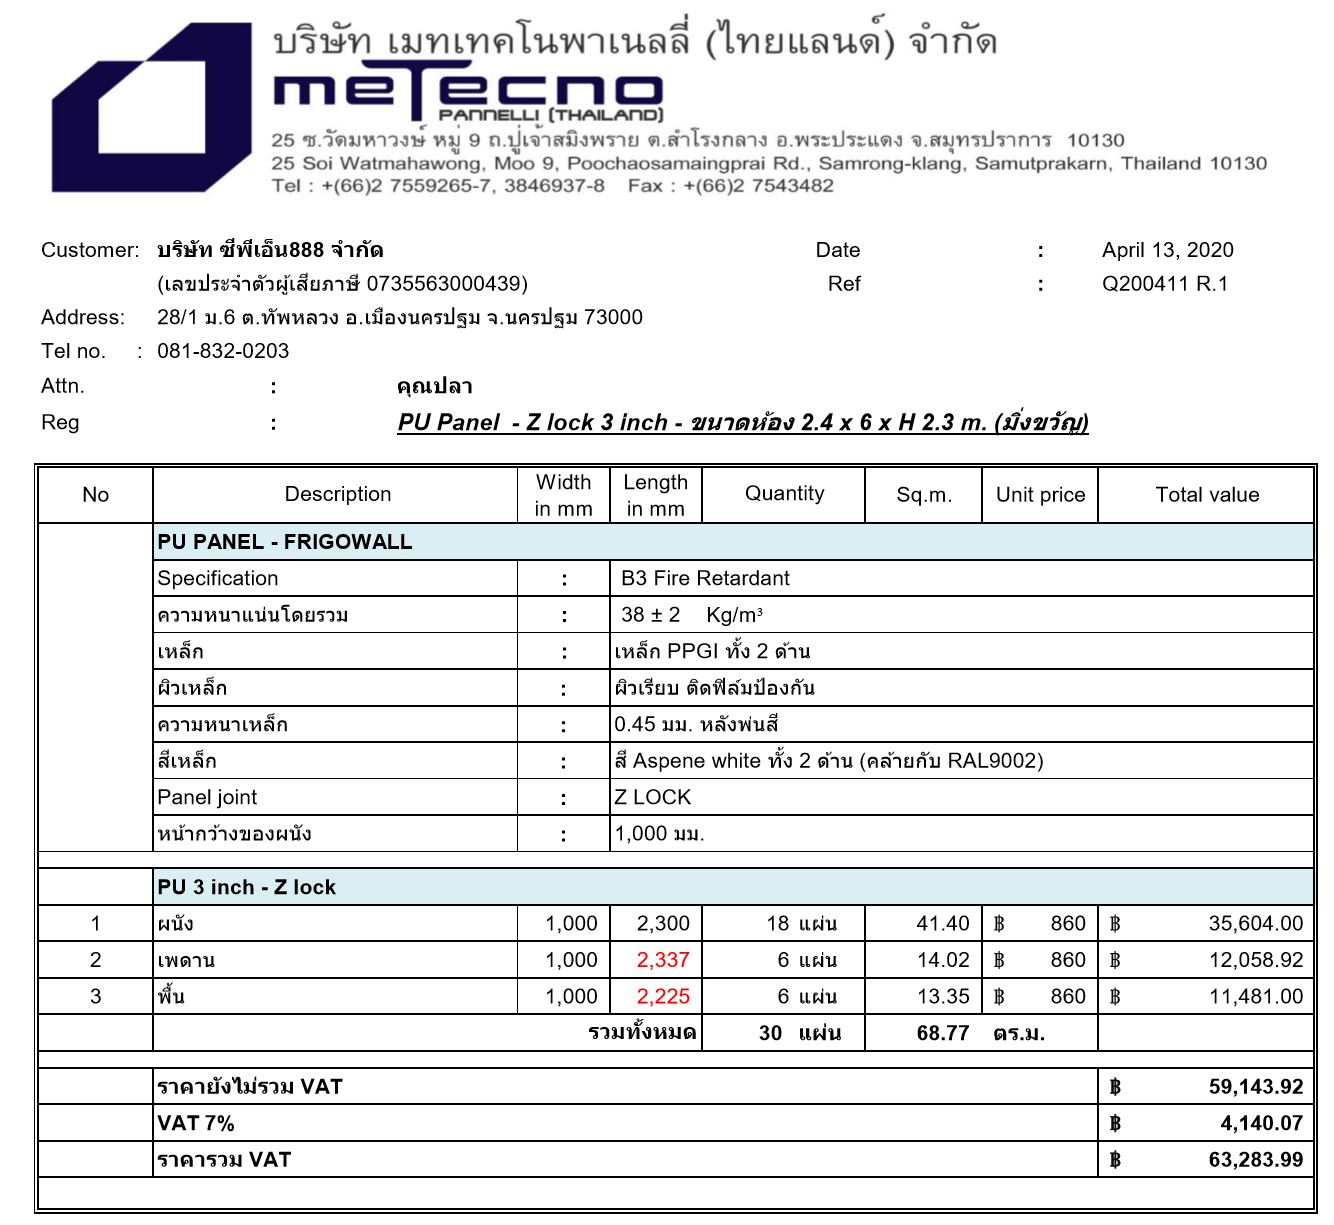 บริษัท เมทเทคโนพาเนลลี่ (ไทยแลนด์) จำกัด
meTecno
PANNELLI (THAILAND)
25 ซ.วัดมหาวงษ์ หมู่ 9 ถ.ปู่เจ้าสมิงพราย ต.สำโรงกลาง อ.พระประแดง จ.สมุทรปราการ 10130
25 Soi Watmahawong, Moo 9, Poochaosamaingprai Rd., Samrong-klang, Samutprakarn, Thailand 10130
Tel : +(66)2 7559265-7, 3846937-8 Fax : +(66)2 7543482
Customer: บริษัท ซีพีเอ็น888 จำกัด Date : April 13, 2020
(เลขประจำตัวผู้เสียภาษี 0735563000439) Ref : Q200411 R.1
Address: 28/1 ม.6 ต.ทัพหลวง อ.เมืองนครปฐม จ.นครปฐม 73000
Tel no. : 081-832-0203
Attn. : คุณปลา
Reg : PU Panel - Z lock 3 inch - ขนาดห้อง 2.4 x 6 x H 2.3 m. (มิ่งขวัญ)
No Description Width in mm Length in mm Quantity Sq.m. Unit price Total value
PU PANEL - FRIGOWALL
Specification : B3 Fire Retardant
ความหนาแน่นโดยรวม : 38 ± 2 Kg/m³
เหล็ก : เหล็ก PPGI ทั้ง 2 ด้าน
ผิวเหล็ก : ผิวเรียบ ติดฟิล์มป้องกัน
ความหนาเหล็ก : 0.45 มม. หลังพ่นสี
สีเหล็ก : สี Aspene white ทั้ง 2 ด้าน (คล้ายกับ RAL9002)
Panel joint : Z LOCK
หน้ากว้างของผนัง : 1,000 มม.
PU 3 inch - Z lock
1 ผนัง 1,000 2,300 18 แผ่น 41.40 ฿ 860 ฿ 35,604.00
2 เพดาน 1,000 2,337 6 แผ่น 14.02 ฿ 860 ฿ 12,058.92
3 พื้น 1,000 2,225 6 แผ่น 13.35 ฿ 860 ฿ 11,481.00
รวมทั้งหมด 30 แผ่น 68.77 ตร.ม.
ราคายังไม่รวม VAT ฿ 59,143.92
VAT 7% ฿ 4,140.07
ราคารวม VAT ฿ 63,283.99